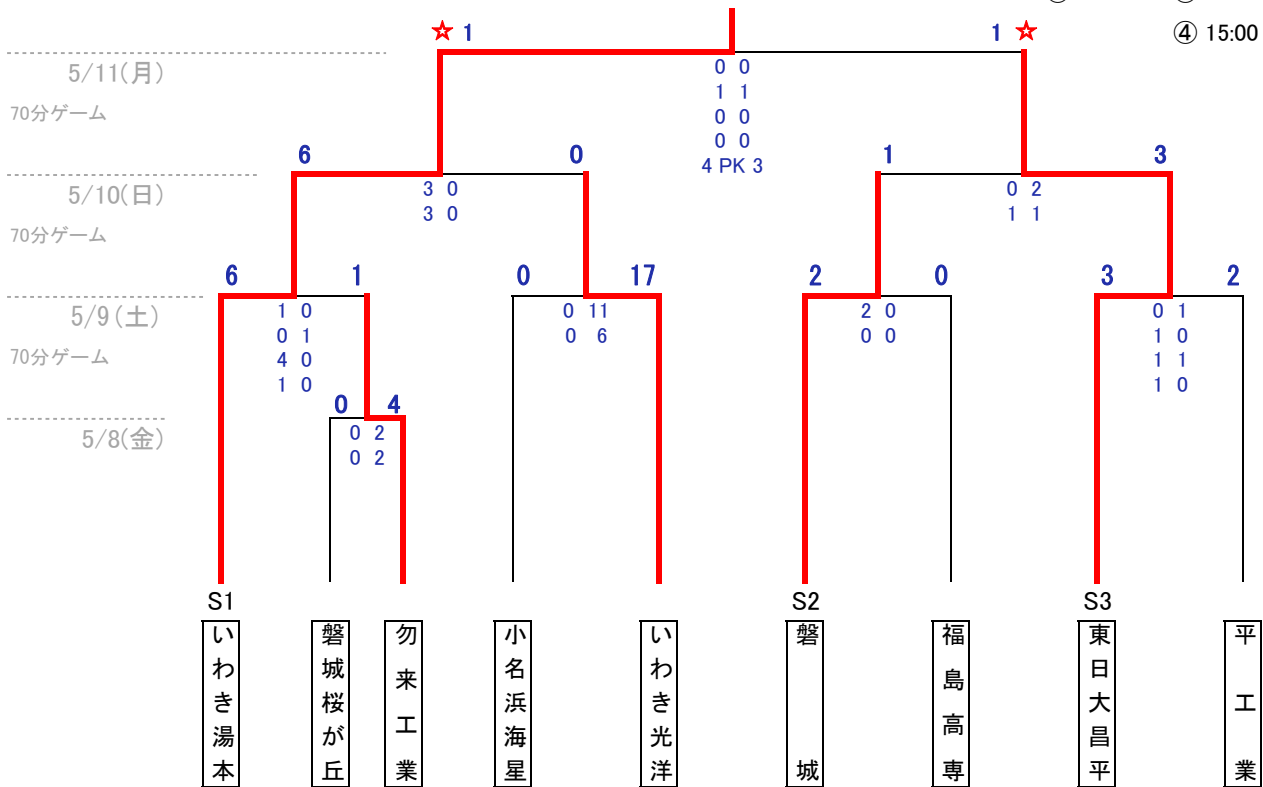 ☆ 1 1 ☆ ④ 15:00
5/11(月)
0 0
1 1
70分ゲーム
0 0
0 0
4 PK 3
6 0 1 3
5/10(日)
3 0 0 2
3 0 1 1
70分ゲーム
6 1 0 17 2 0 3 2
5/9(土)
1 0 0 11 2 0 0 1
0 1 0 6 0 0 1 0
70分ゲーム
4 0 1 1
1 0 1 0
0 4
5/8(金)
0 2
0 2
S1 S2 S3
いわき湯本
磐城桜が丘
勿来工業
小名浜海星
いわき光洋
磐城
福島高専
東日大昌平
平工業